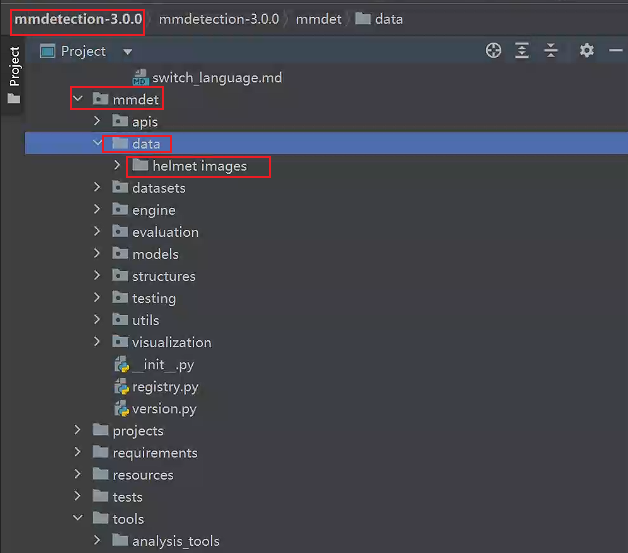 mmdetection-3.0.0 mmdetection-3.0.0 mmdet data
Project
Project
switch_language.md
mmdet
apis
data
helmet images
datasets
engine
evaluation
models
structures
testing
utils
visualization
__init__.py
registry.py
version.py
projects
requirements
resources
tests
tools
analysis_tools